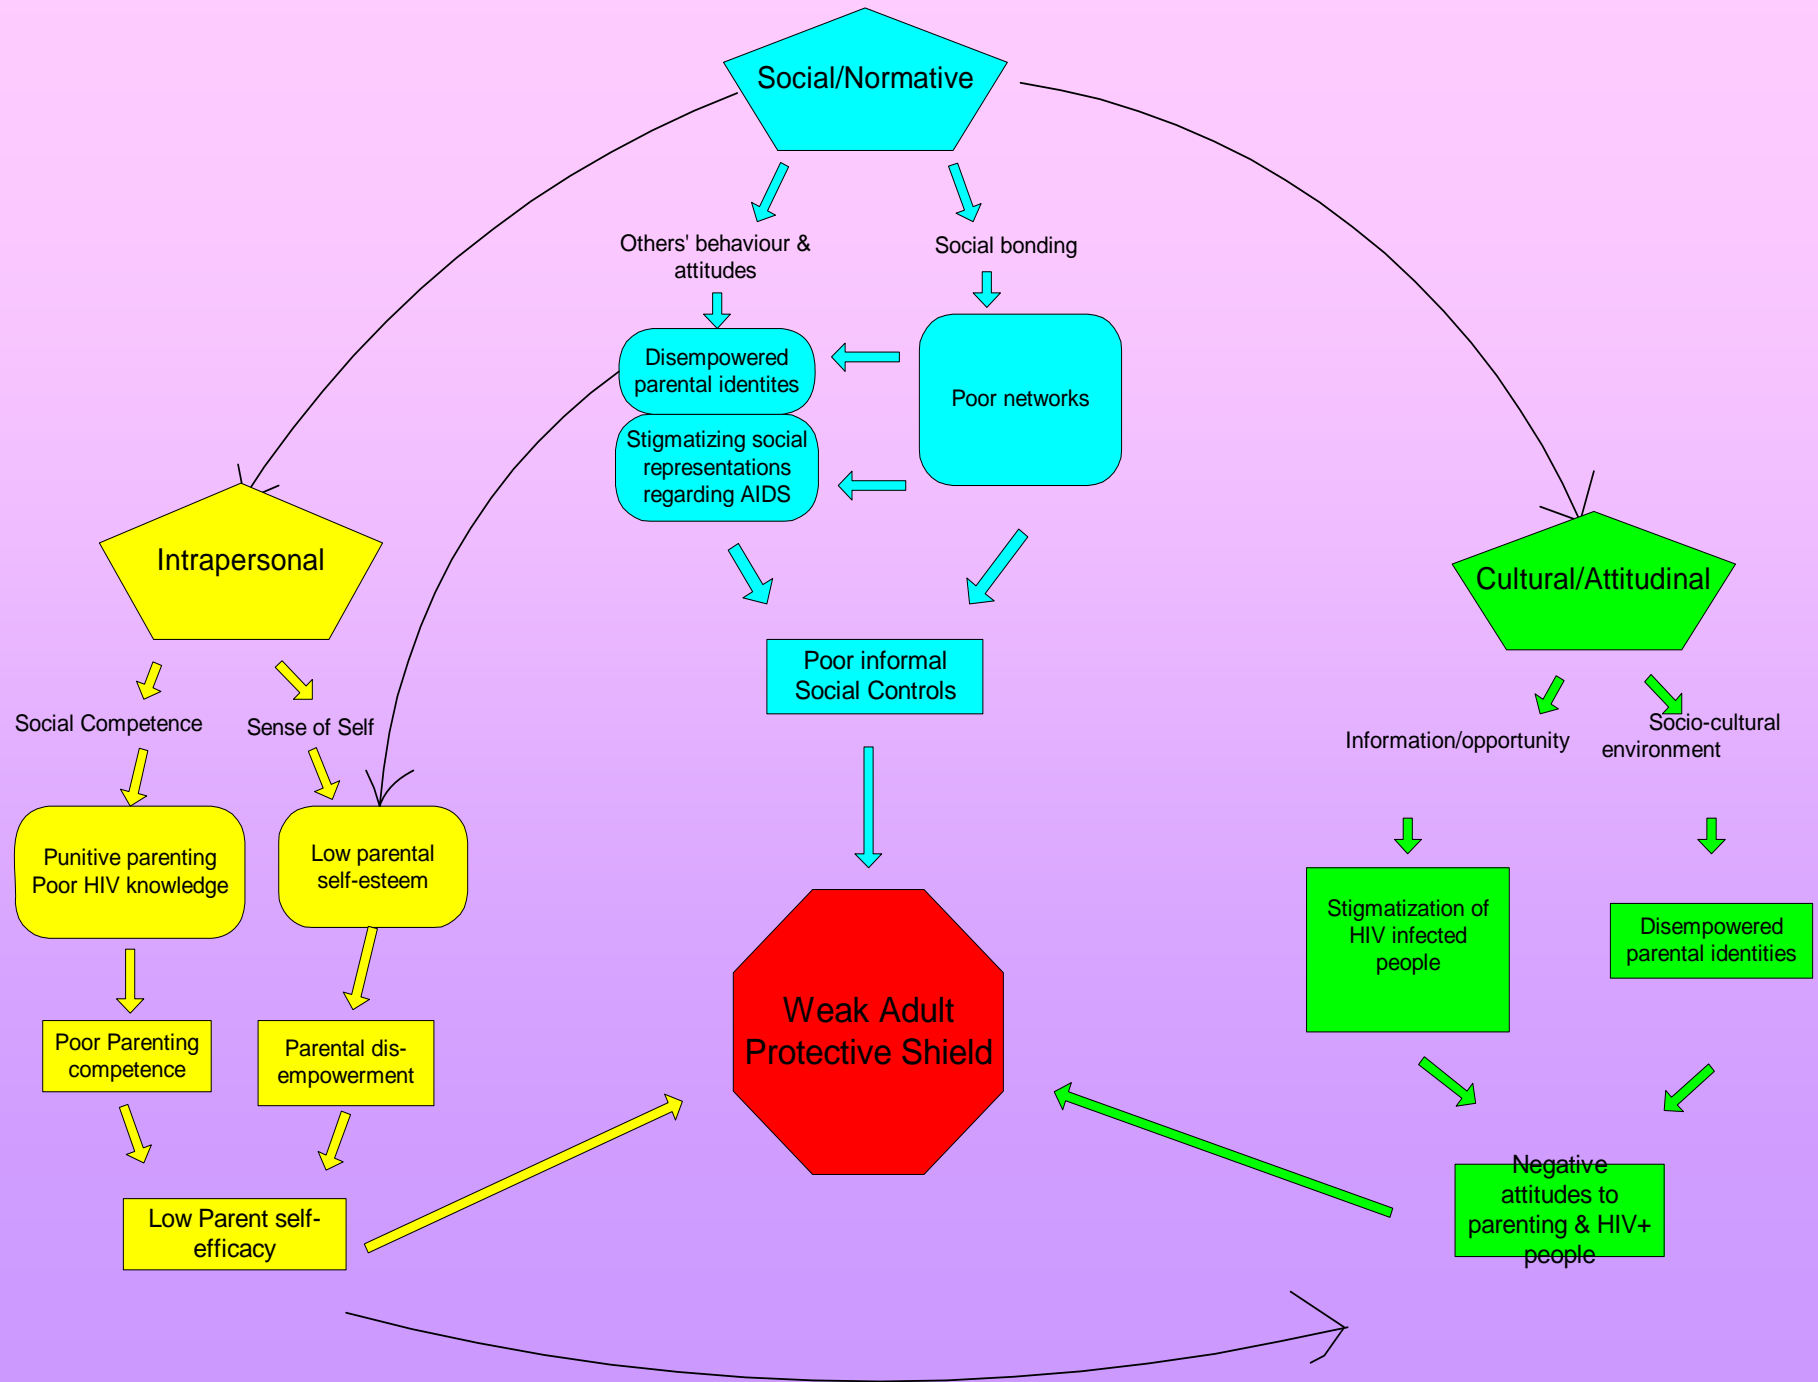 Social/Normative
Others' behaviour &
attitudes
Social bonding
Disempowered
parental identites
Stigmatizing social
representations
regarding AIDS
Poor networks
Poor informal
Social Controls
Intrapersonal
Social Competence
Sense of Self
Punitive parenting
Poor HIV knowledge
Low parental
self-esteem
Poor Parenting
competence
Parental dis-
empowerment
Low Parent self-
efficacy
Weak Adult
Protective Shield
Cultural/Attitudinal
Information/opportunity
Socio-cultural
environment
Stigmatization of
HIV infected
people
Disempowered
parental identities
Negative
attitudes to
parenting & HIV+
people